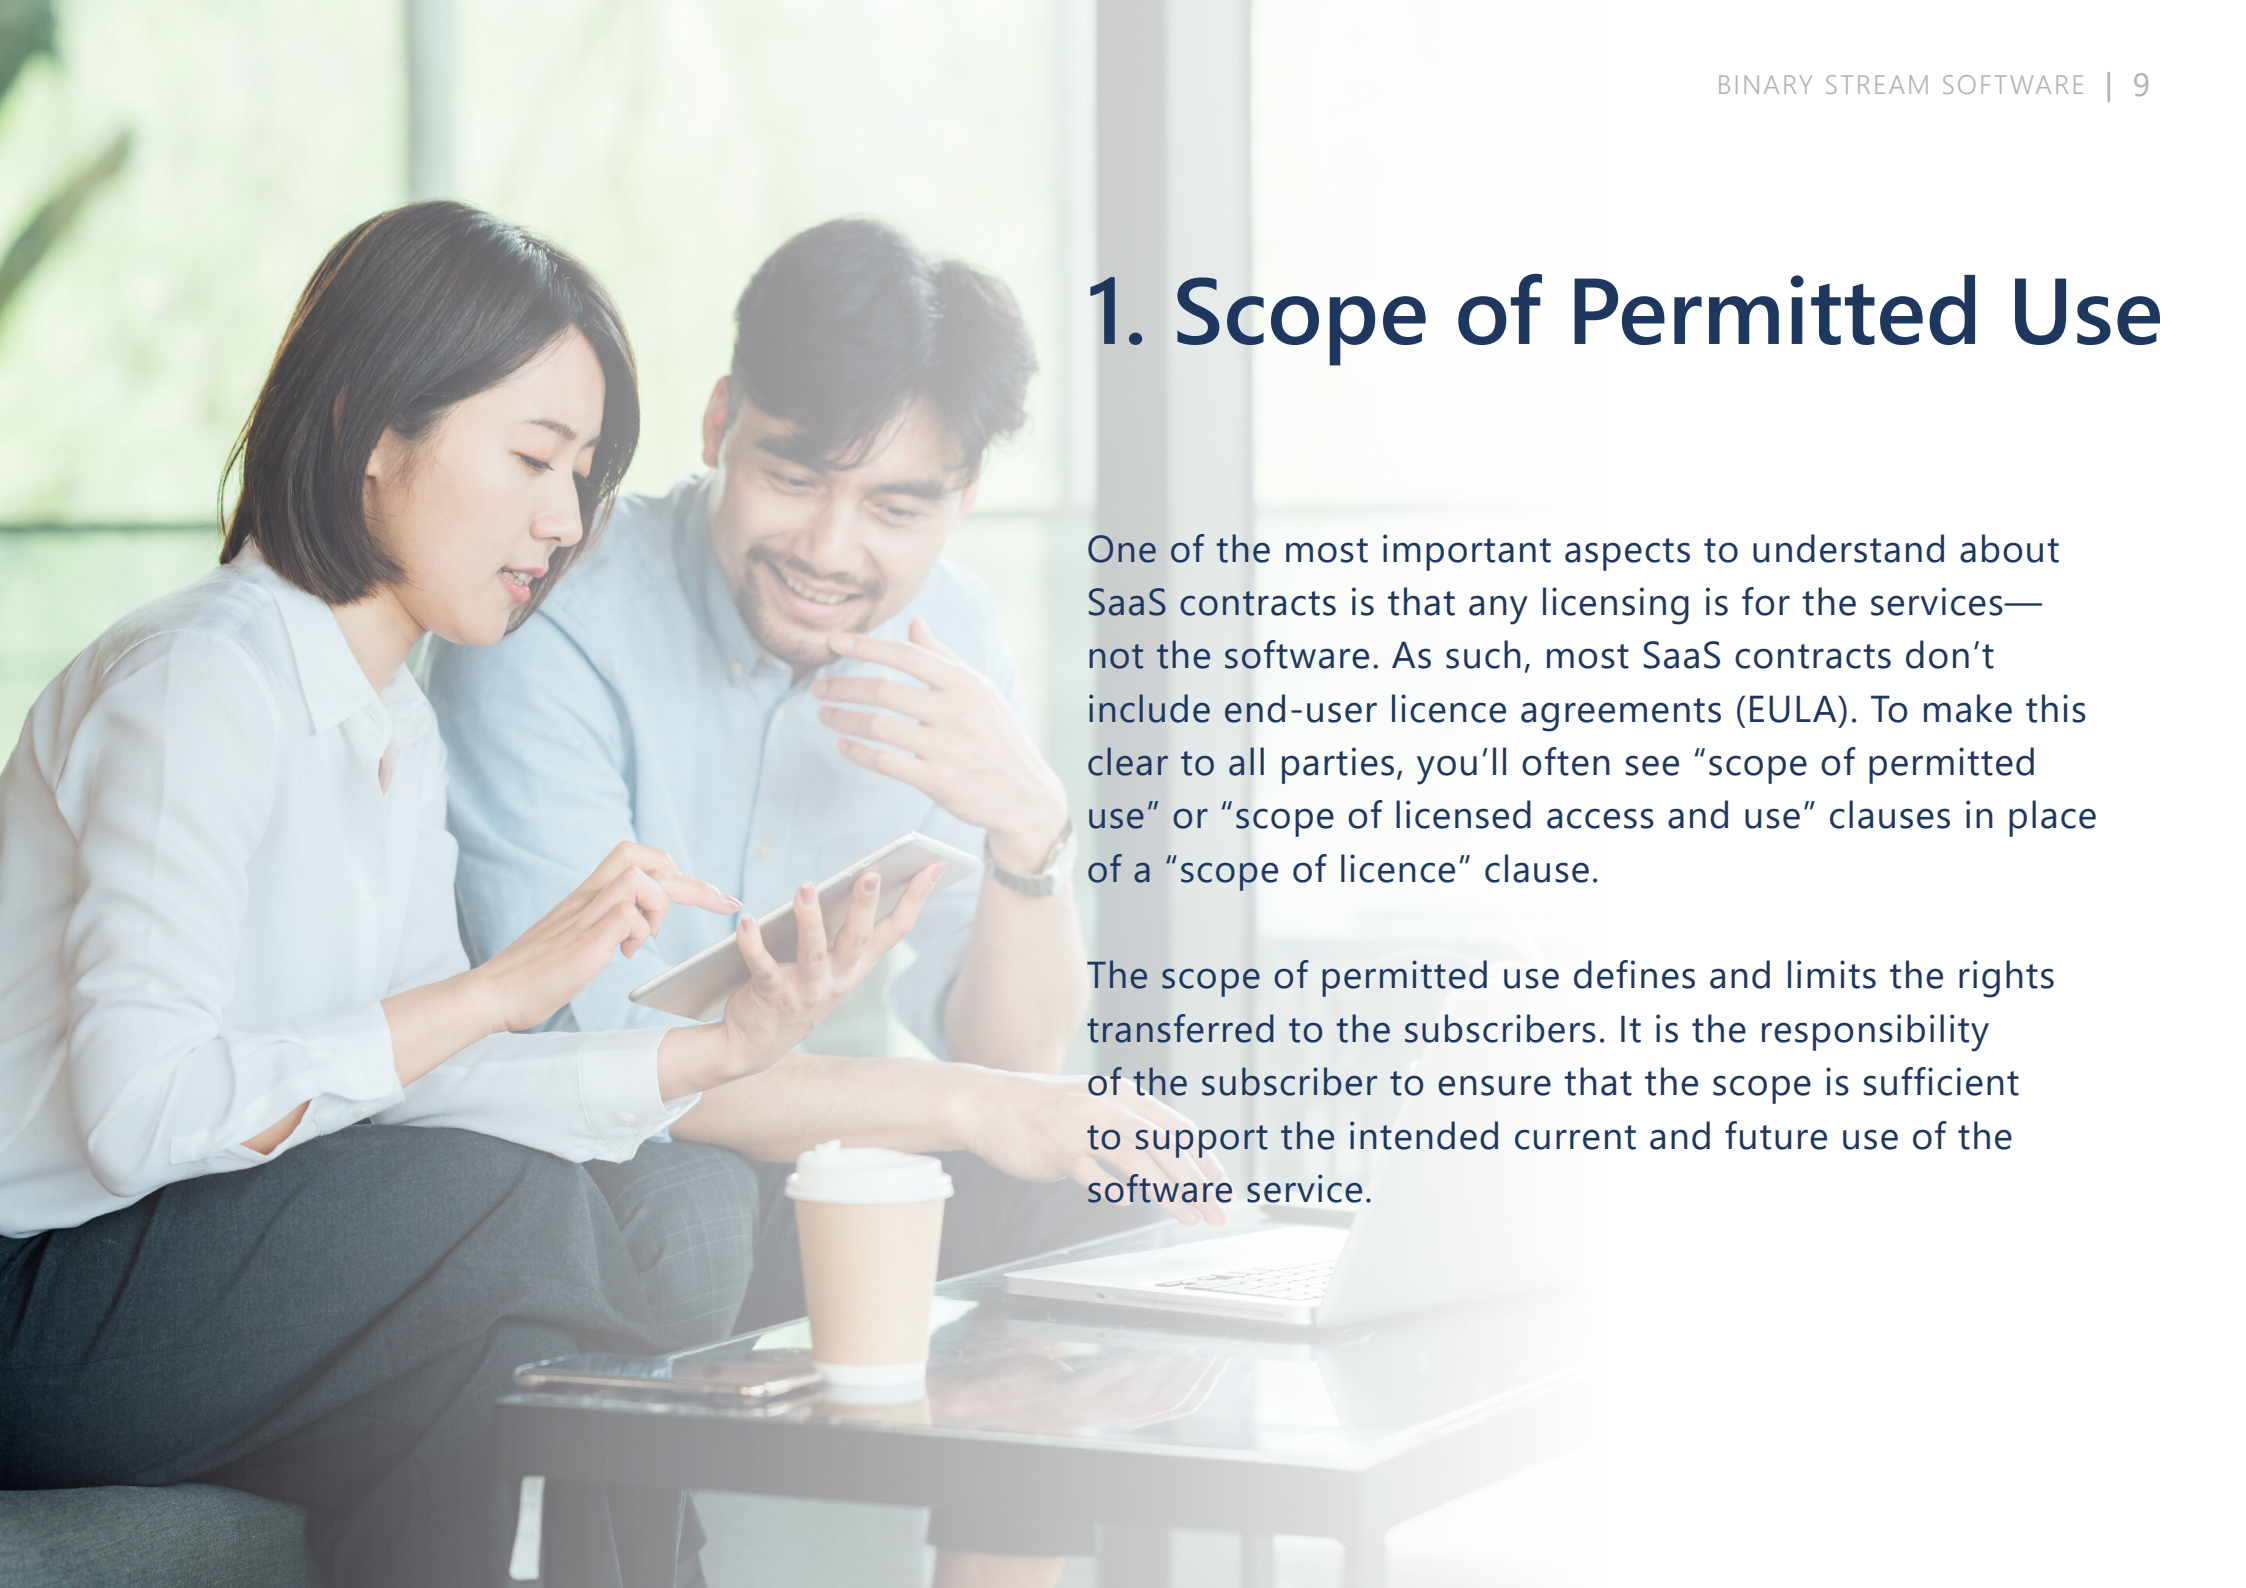 BINARY STREAM SOFTWARE | 9
1. Scope of Permitted Use
One of the most important aspects to understand about
SaaS contracts is that any licensing is for the services—
not the software. As such, most SaaS contracts don’t
include end-user licence agreements (EULA). To make this
clear to all parties, you’ll often see “scope of permitted
use” or “scope of licensed access and use” clauses in place
of a “scope of licence” clause.
The scope of permitted use defines and limits the rights
transferred to the subscribers. It is the responsibility
of the subscriber to ensure that the scope is sufficient
to support the intended current and future use of the
software service.